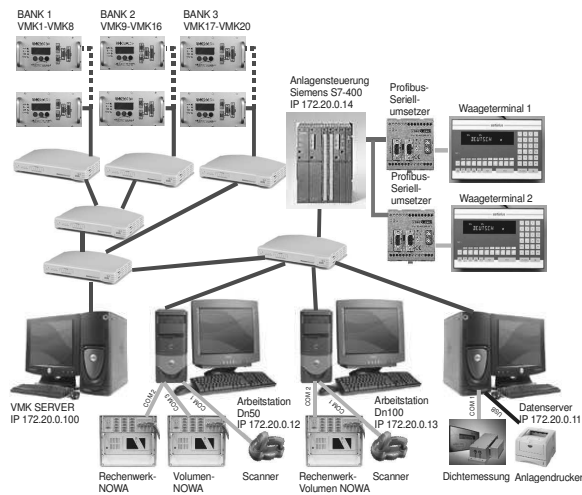 BANK 1
VMK1-VMK8
BANK 2
VMK9-VMK16
BANK 3
VMK17-VMK20
Anlagensteuerung
Siemens S7-400
IP 172.20.0.14
Profibus-
Seriell-
umsetzer
Waageterminal 1
DEUTSCH
Profibus-
Seriell-
umsetzer
Waageterminal 2
DEUTSCH
VMK SERVER
IP 172.20.0.100
COM 2
COM 3
COM 1
Arbeitstation
Dn50
IP 172.20.0.12
COM 2
COM 1
Arbeitstation
Dn100
IP 172.20.0.13
COM 1
USB
Datenserver
IP 172.20.0.11
Rechenwerk-
NOWA
Volumen-
NOWA
Scanner
Rechenwerk-
Volumen NOWA
Scanner
Dichtemessung
Anlagendrucker